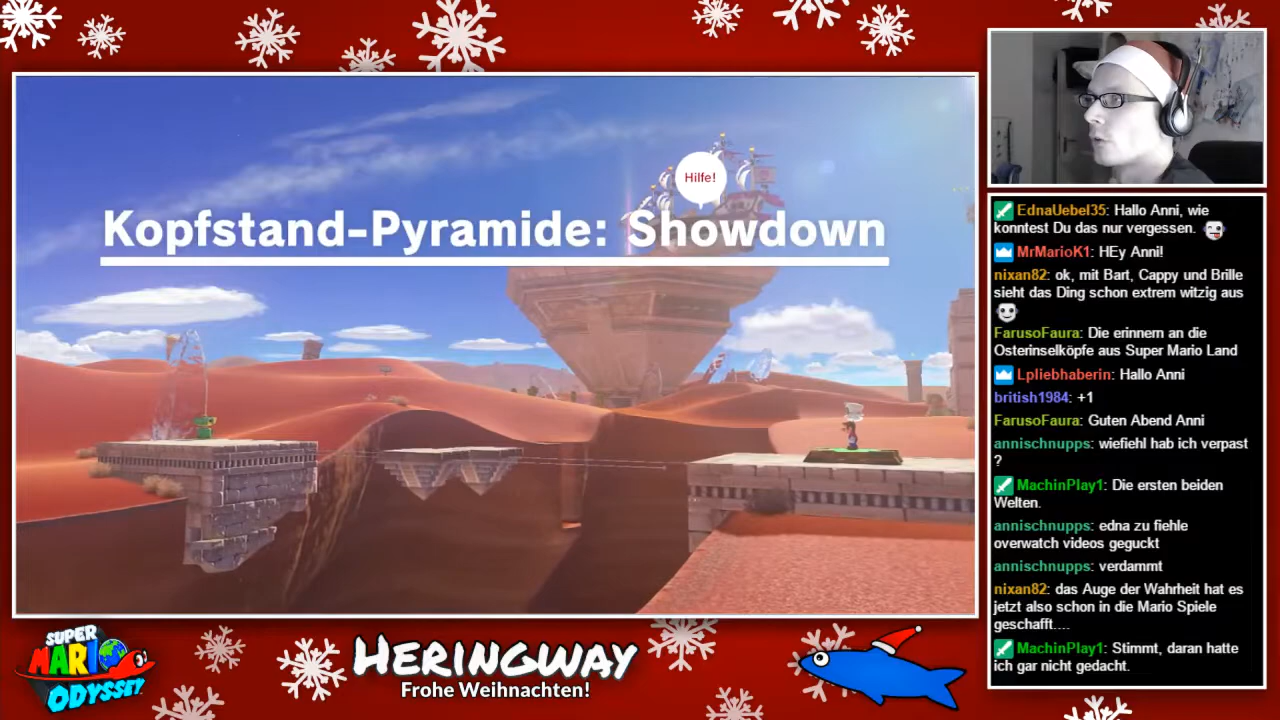 Hilfe!
Kopfstand-Pyramide: Showdown
EdnaUebel35: Hallo Anni, wie
konntest Du das nur vergessen.
MrMarioK1: HEy Anni!
nixan82: ok, mit Bart, Cappy und Brille
sieht das Ding schon extrem witzig aus
FarusoFaura: Die erinnern an die
Osterinselköpfe aus Super Mario Land
Lpliebhaberin: Hallo Anni
british1984: +1
FarusoFaura: Guten Abend Anni
annischnupps: wiefiehl hab ich verpast
?
MachinPlay1: Die ersten beiden
Welten.
annischnupps: edna zu fiehle
overwatch videos geguckt
annischnupps: verdammt
nixan82: das Auge der Wahrheit hat es
jetzt also schon in die Mario Spiele
geschafft....
MachinPlay1: Stimmt, daran hatte
ich gar nicht gedacht.
SUPER
MARIO
ODYSSEY
HERINGWAY
Frohe Weihnachten!